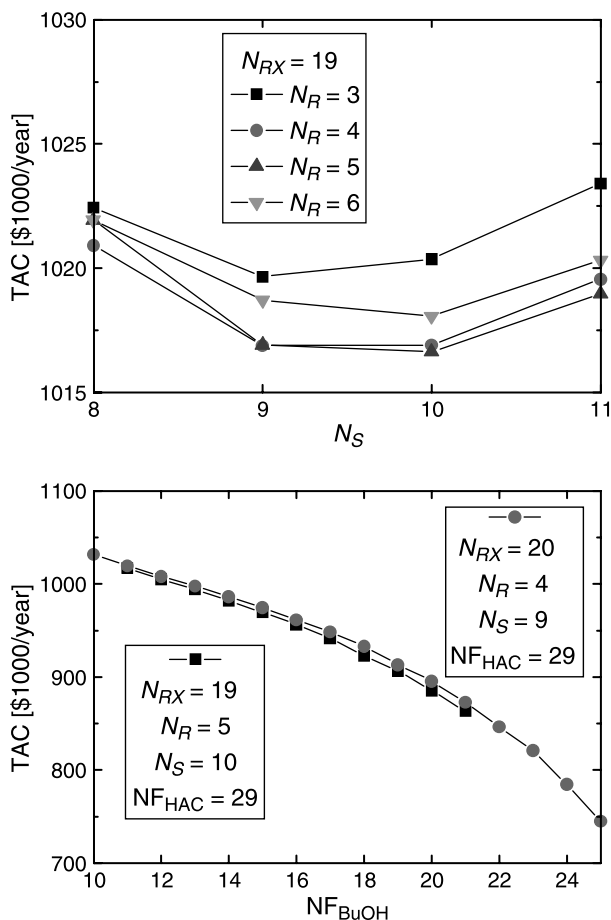 1030
1025
1020
1015
TAC [$1000/year]
N_RX = 19
N_R = 3
N_R = 4
N_R = 5
N_R = 6
8 9 10 11
N_S
1100
1000
900
800
700
TAC [$1000/year]
N_RX = 20
N_R = 4
N_S = 9
NF_HAC = 29
N_RX = 19
N_R = 5
N_S = 10
NF_HAC = 29
10 12 14 16 18 20 22 24
NF_BuOH